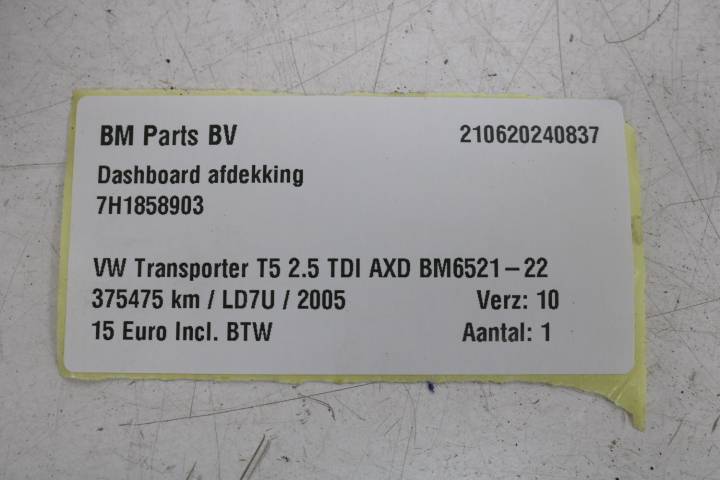 BM Parts BV 210620240837
Dashboard afdekking
7H1858903
VW Transporter T5 2.5 TDI AXD BM6521-22
375475 km / LD7U / 2005 Verz: 10
15 Euro Incl. BTW Aantal: 1